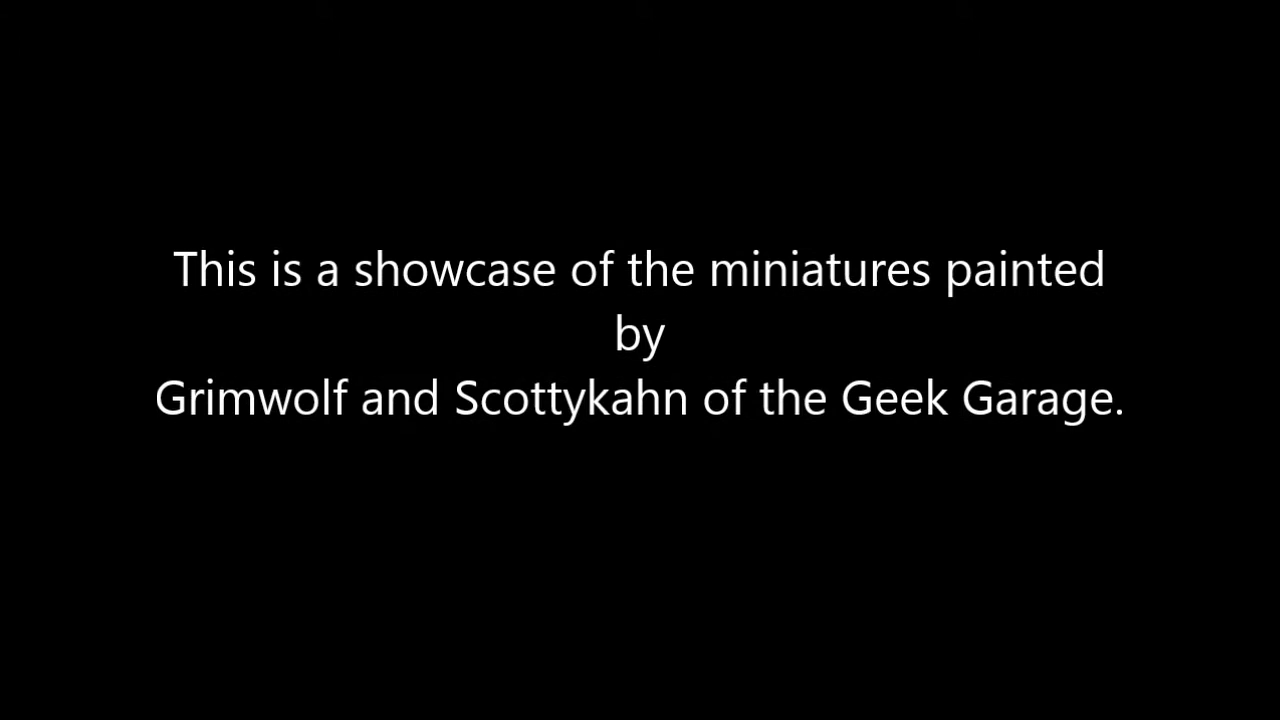 This is a showcase of the miniatures painted
by
Grimwolf and Scottykahn of the Geek Garage.